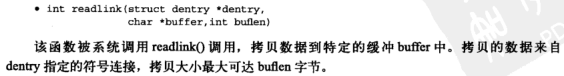 • int readlink(struct dentry *dentry,
char *buffer,int buflen)
该函数被系统调用 readlink() 调用，拷贝数据到特定的缓冲 buffer 中。拷贝的数据来自
dentry 指定的符号连接，拷贝大小最大可达 buflen 字节。